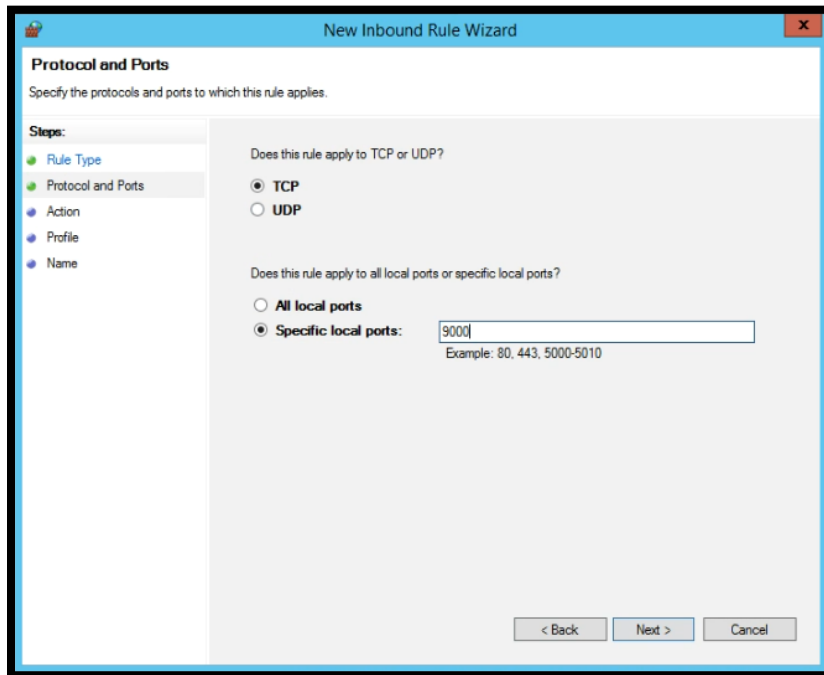 New Inbound Rule Wizard
x
Protocol and Ports
Specify the protocols and ports to which this rule applies.
Steps:
Rule Type
Protocol and Ports
Action
Profile
Name
Does this rule apply to TCP or UDP?
TCP
UDP
Does this rule apply to all local ports or specific local ports?
All local ports
Specific local ports: 9000
Example: 80, 443, 5000-5010
< Back Next > Cancel